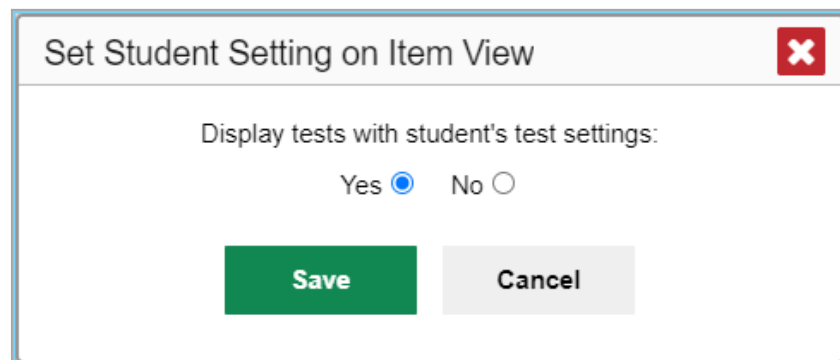 Set Student Setting on Item View
Display tests with student's test settings:
Yes No
Save Cancel